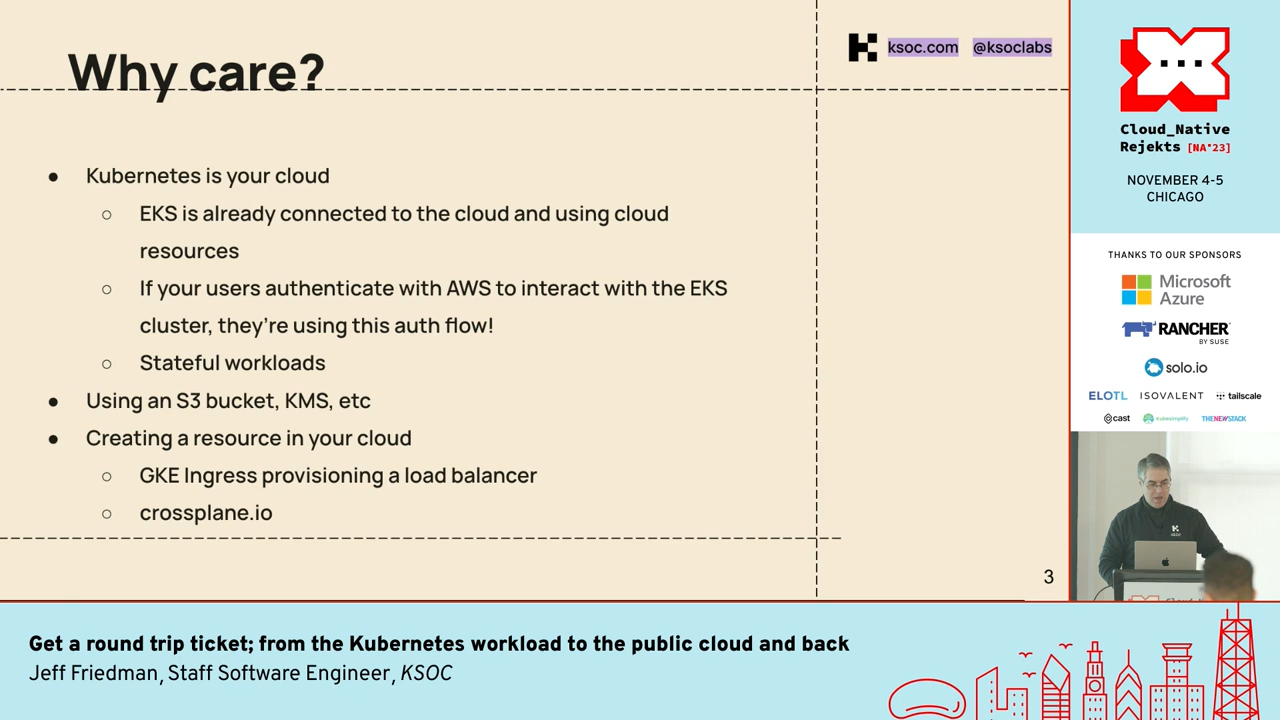 Why care?
ksoc.com @ksoclabs
● Kubernetes is your cloud
○ EKS is already connected to the cloud and using cloud
resources
○ If your users authenticate with AWS to interact with the EKS
cluster, they're using this auth flow!
○ Stateful workloads
● Using an S3 bucket, KMS, etc
● Creating a resource in your cloud
○ GKE Ingress provisioning a load balancer
○ crossplane.io
3
Cloud_Native
Rejekts [NA'23]
NOVEMBER 4-5
CHICAGO
THANKS TO OUR SPONSORS
Microsoft
Azure
RANCHER
BY SUSE
solo.io
ELOTL ISOVALENT tailscale
cast kubesimplify THENEWSTACK
Get a round trip ticket; from the Kubernetes workload to the public cloud and back
Jeff Friedman, Staff Software Engineer, KSOC